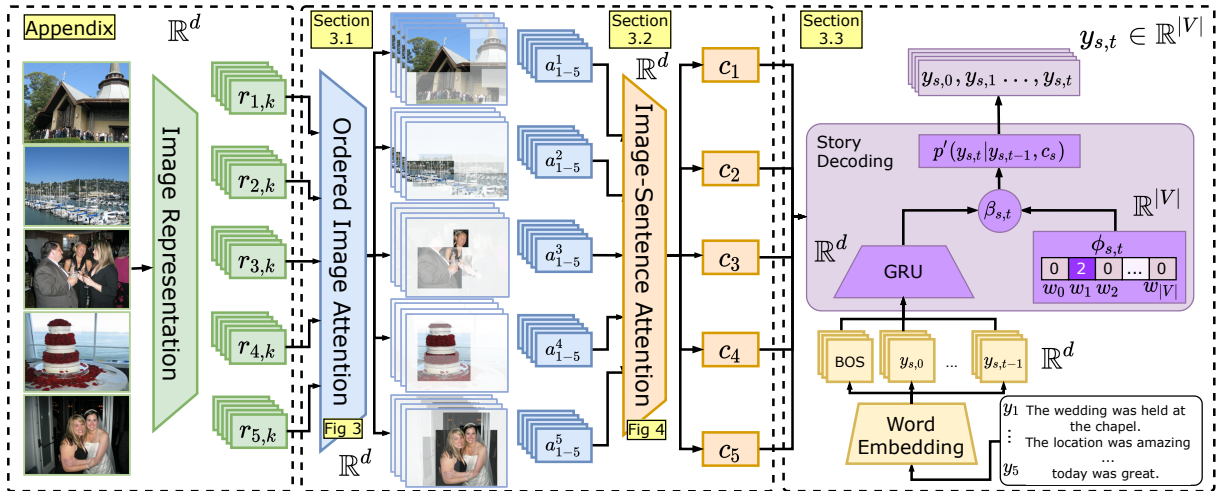 Appendix
ℝ^d
Image Representation
r_{1,k}
r_{2,k}
r_{3,k}
r_{4,k}
r_{5,k}
Section
3.1
Ordered Image Attention
Fig 3
ℝ^d
a^1_{1-5}
a^2_{1-5}
a^3_{1-5}
a^4_{1-5}
a^5_{1-5}
Section
3.2
ℝ^d
Image-Sentence Attention
Fig 4
c_1
c_2
c_3
c_4
c_5
Section
3.3
y_{s,t} ∈ ℝ^{|V|}
y_{s,0}, y_{s,1} ..., y_{s,t}
Story
Decoding
p'(y_{s,t}|y_{s,t-1}, c_s)
β_{s,t}
ℝ^{|V|}
ℝ^d
GRU
ϕ_{s,t}
0 2 0 ... 0
w_0 w_1 w_2 w_{|V|}
BOS y_{s,0} ... y_{s,t-1}
ℝ^d
Word
Embedding
y_1 The wedding was held at
the chapel.
⋮ The location was amazing
...
y_5 today was great.